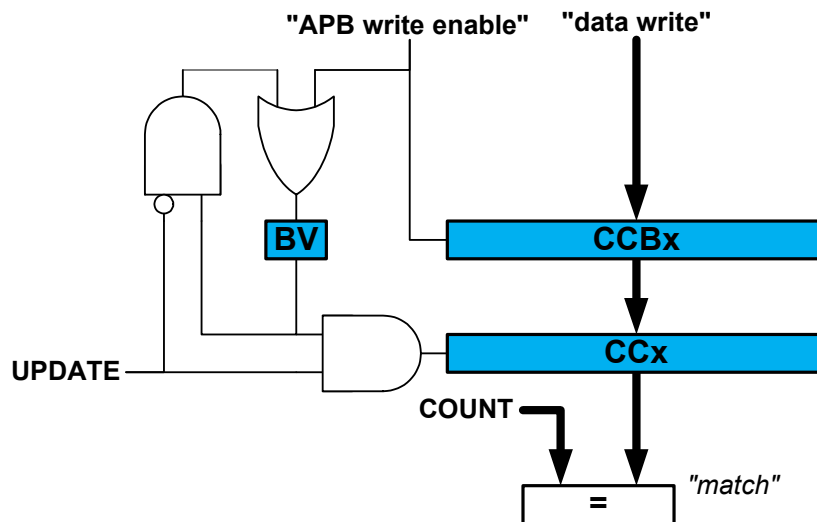 "APB write enable"
"data write"
BV
CCBx
CCx
UPDATE
COUNT
"match"
=